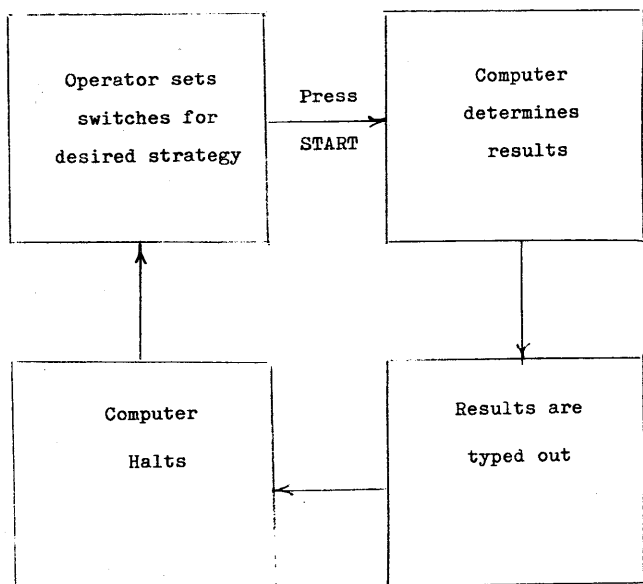 Operator sets
switches for
desired strategy
Press
START
Computer
determines
results
Results are
typed out
Computer
Halts